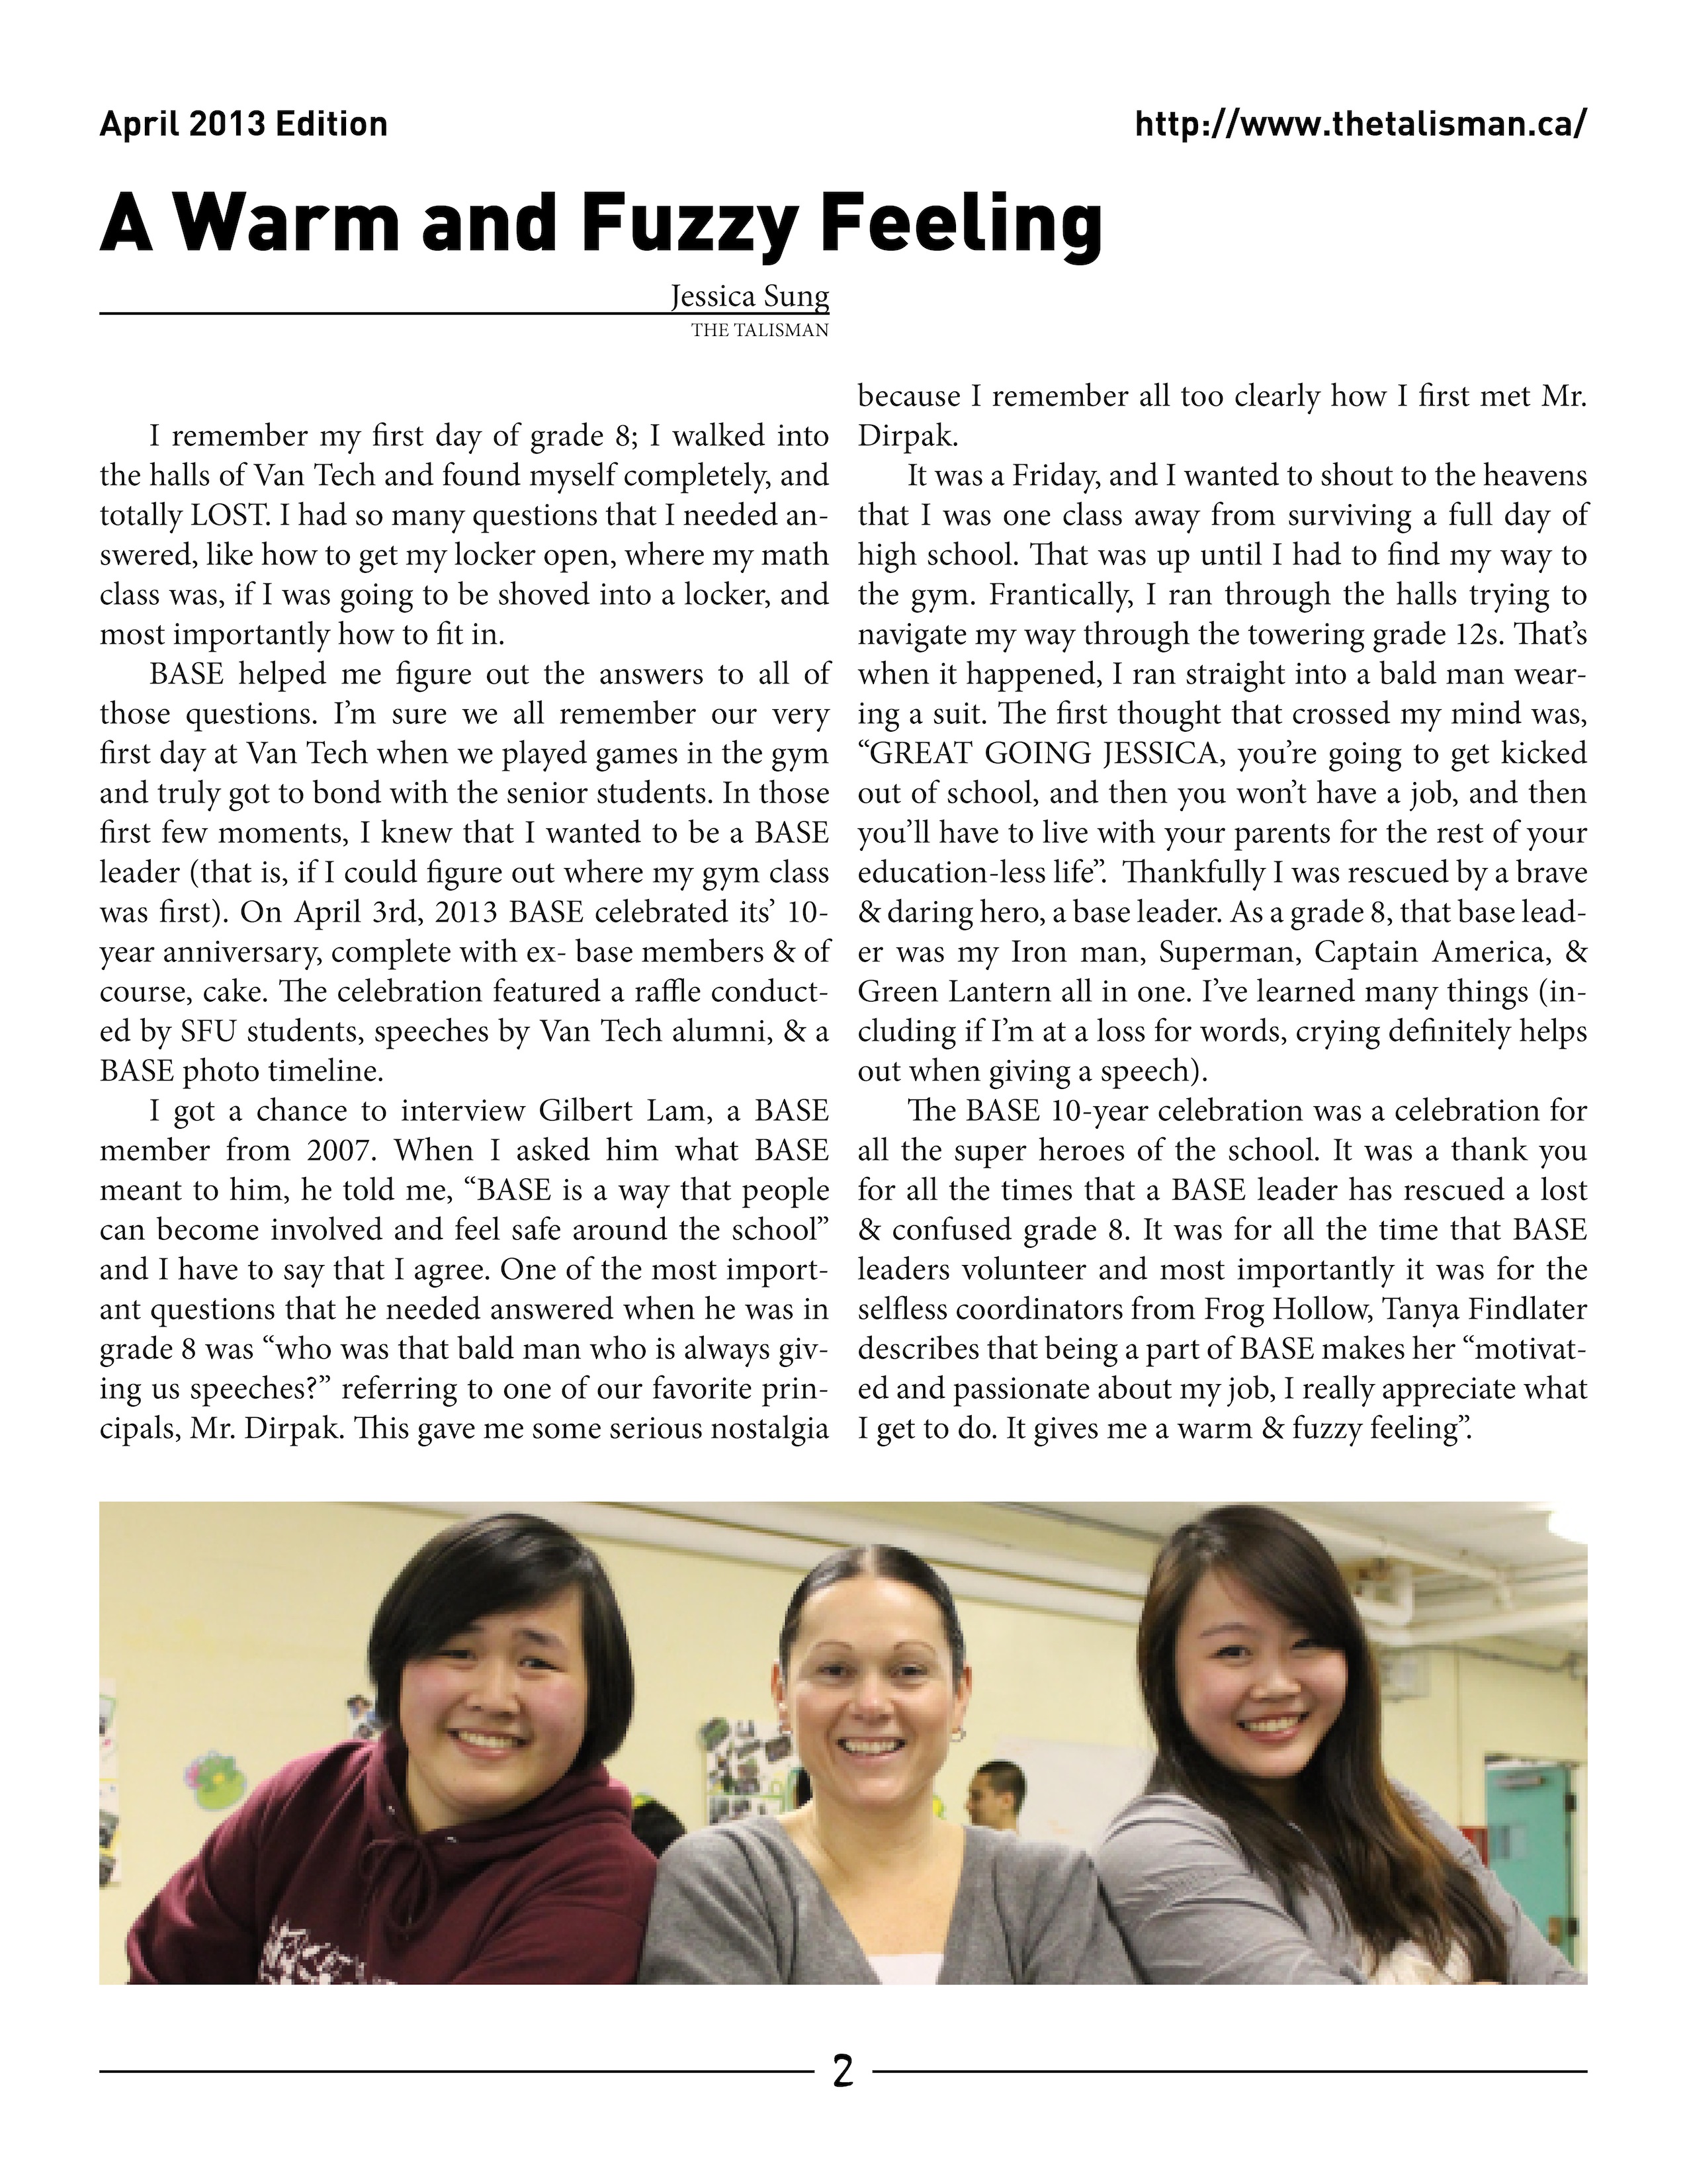 April 2013 Edition
http://www.thetalisman.ca/
A Warm and Fuzzy Feeling
Jessica Sung
THE TALISMAN
I remember my first day of grade 8; I walked into
the halls of Van Tech and found myself completely, and
totally LOST. I had so many questions that I needed an-
swered, like how to get my locker open, where my math
class was, if I was going to be shoved into a locker, and
most importantly how to fit in.
BASE helped me figure out the answers to all of
those questions. I’m sure we all remember our very
first day at Van Tech when we played games in the gym
and truly got to bond with the senior students. In those
first few moments, I knew that I wanted to be a BASE
leader (that is, if I could figure out where my gym class
was first). On April 3rd, 2013 BASE celebrated its’ 10-
year anniversary, complete with ex- base members & of
course, cake. The celebration featured a raffle conduct-
ed by SFU students, speeches by Van Tech alumni, & a
BASE photo timeline.
I got a chance to interview Gilbert Lam, a BASE
member from 2007. When I asked him what BASE
meant to him, he told me, “BASE is a way that people
can become involved and feel safe around the school”
and I have to say that I agree. One of the most import-
ant questions that he needed answered when he was in
grade 8 was “who was that bald man who is always giv-
ing us speeches?” referring to one of our favorite prin-
cipals, Mr. Dirpak. This gave me some serious nostalgia
because I remember all too clearly how I first met Mr.
Dirpak.
It was a Friday, and I wanted to shout to the heavens
that I was one class away from surviving a full day of
high school. That was up until I had to find my way to
the gym. Frantically, I ran through the halls trying to
navigate my way through the towering grade 12s. That’s
when it happened, I ran straight into a bald man wear-
ing a suit. The first thought that crossed my mind was,
“GREAT GOING JESSICA, you’re going to get kicked
out of school, and then you won’t have a job, and then
you’ll have to live with your parents for the rest of your
education-less life”. Thankfully I was rescued by a brave
& daring hero, a base leader. As a grade 8, that base lead-
er was my Iron man, Superman, Captain America, &
Green Lantern all in one. I’ve learned many things (in-
cluding if I’m at a loss for words, crying definitely helps
out when giving a speech).
The BASE 10-year celebration was a celebration for
all the super heroes of the school. It was a thank you
for all the times that a BASE leader has rescued a lost
& confused grade 8. It was for all the time that BASE
leaders volunteer and most importantly it was for the
selfless coordinators from Frog Hollow, Tanya Findlater
describes that being a part of BASE makes her “motivat-
ed and passionate about my job, I really appreciate what
I get to do. It gives me a warm & fuzzy feeling”.
2